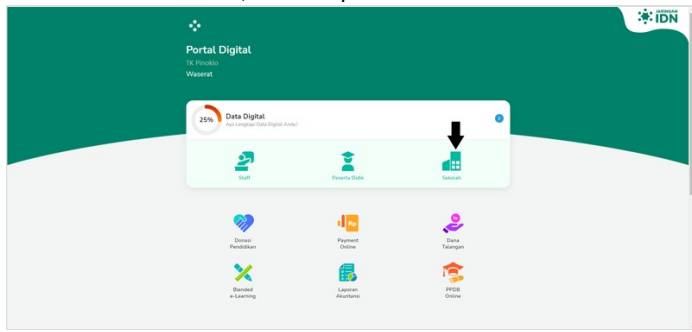 JARINGAN
IDN
Portal Digital
TK Pinokio
Waserat
25%
Data Digital
Ayo Lengkapi Data Digital Anda!
Staff
Peserta Didik
Sekolah
Rp
Donasi
Pendidikan
Payment
Online
Dana
Talangan
Blended
e-Learning
Laporan
Akuntansi
PPDB
Online